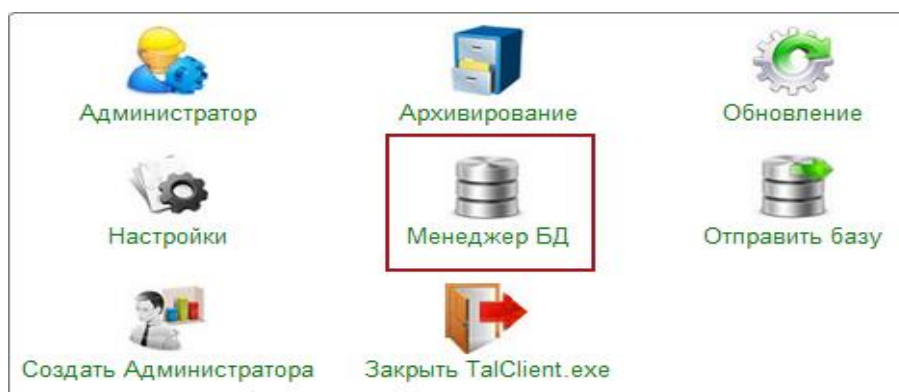 Администратор
Архивирование
Обновление
Настройки
Менеджер БД
Отправить базу
Создать Администратора
Закрыть TalClient.exe